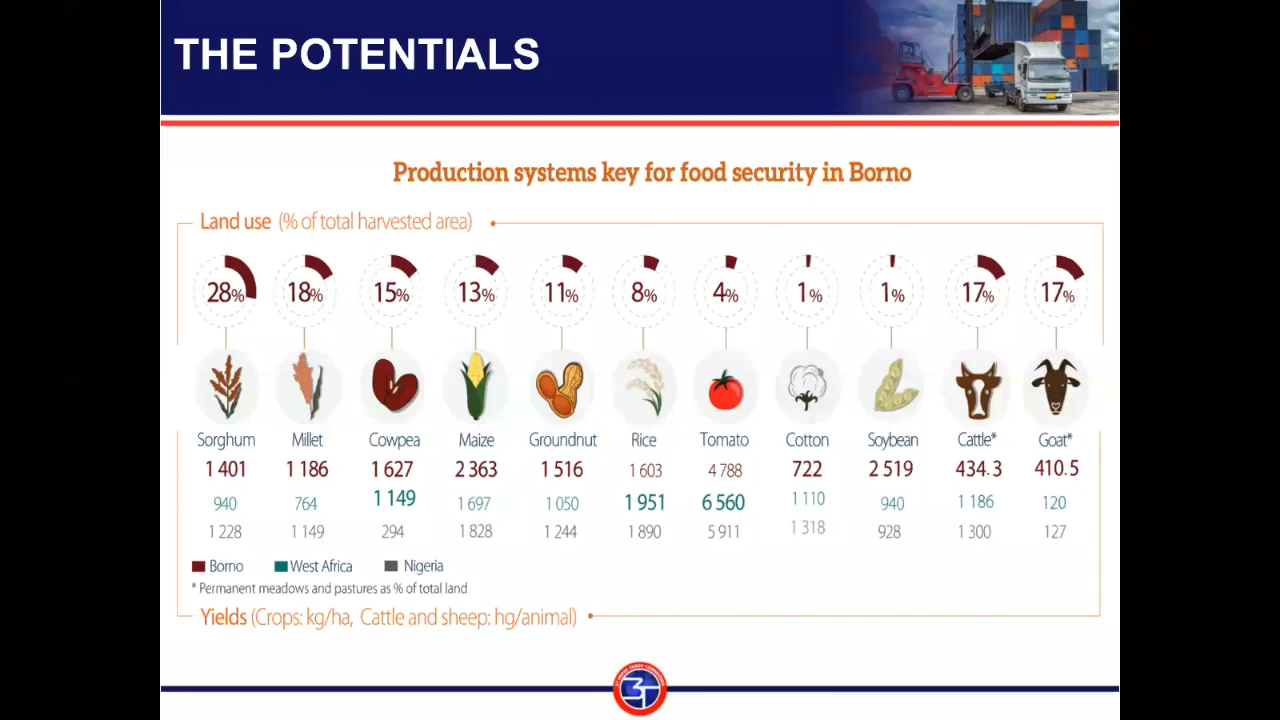 THE POTENTIALS
Production systems key for food security in Borno
Land use (% of total harvested area)
28% 18% 15% 13% 11% 8% 4% 1% 1% 17% 17%
Sorghum Millet Cowpea Maize Groundnut Rice Tomato Cotton Soybean Cattle* Goat*
1 401 1 186 1 627 2 363 1 516 1 603 4 788 722 2 519 434.3 410.5
940 764 1 149 1 697 1 050 1 951 6 560 1 110 940 1 186 120
1 228 1 149 294 1 828 1 244 1 890 5 911 1 318 928 1 300 127
Borno West Africa Nigeria
* Permanent meadows and pastures as % of total land
Yields (Crops: kg/ha, Cattle and sheep: hg/animal)
3T